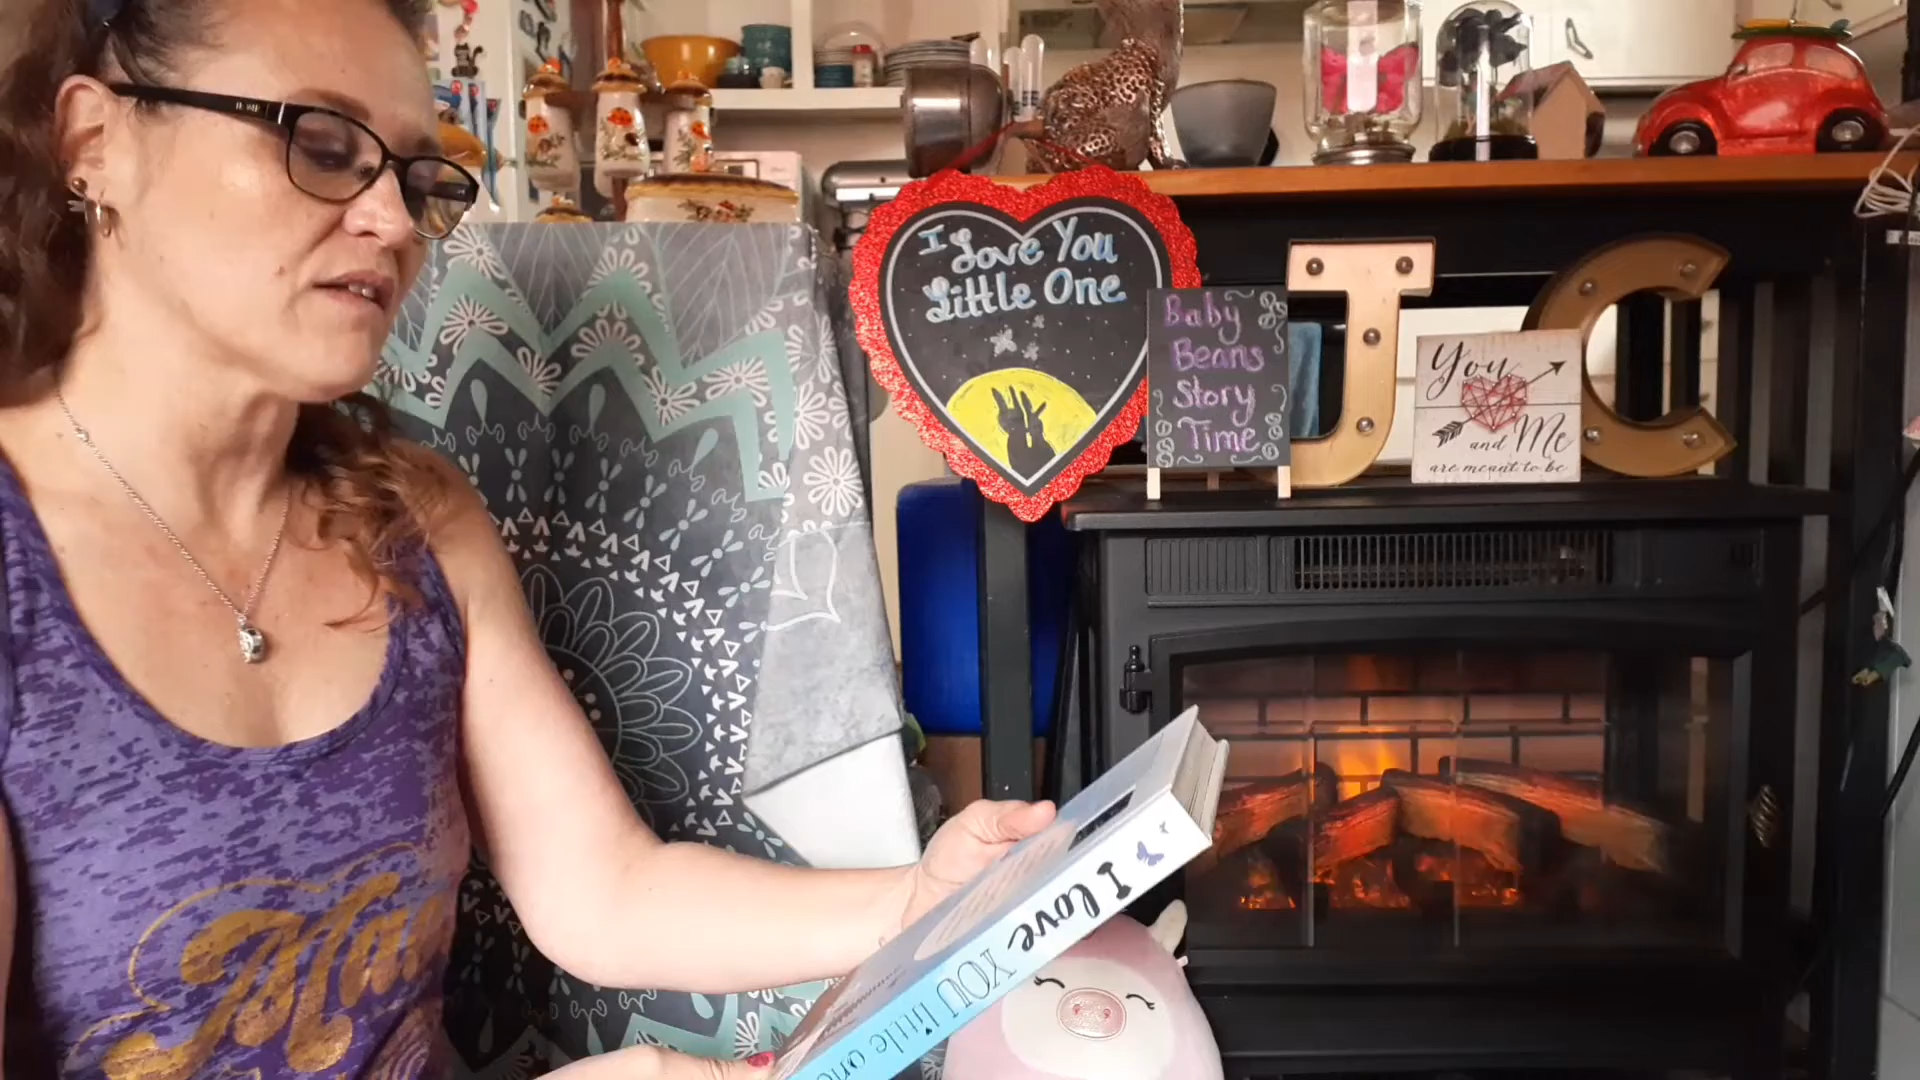 I Love You
Little One
Baby
Beans
Story
Time
J C
You
and Me
are meant to be
I love YOU little one